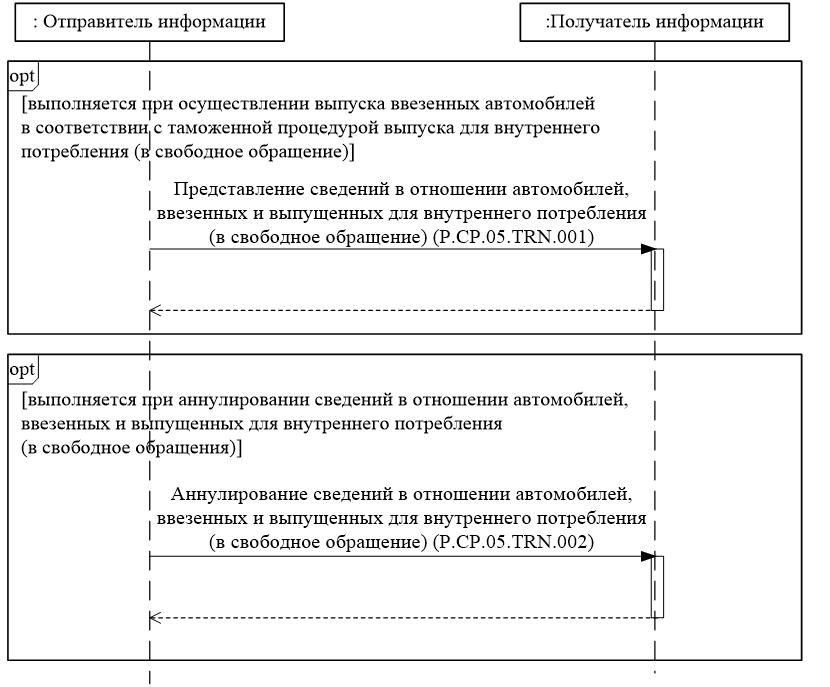 : Отправитель информации
:Получатель информации
opt
[выполняется при осуществлении выпуска ввезенных автомобилей
в соответствии с таможенной процедурой выпуска для внутреннего
потребления (в свободное обращение)]
Представление сведений в отношении автомобилей,
ввезенных и выпущенных для внутреннего потребления
(в свободное обращение) (P.CP.05.TRN.001)
opt
[выполняется при аннулировании сведений в отношении автомобилей,
ввезенных и выпущенных для внутреннего потребления
(в свободное обращения)]
Аннулирование сведений в отношении автомобилей,
ввезенных и выпущенных для внутреннего потребления
(в свободное обращение) (P.CP.05.TRN.002)